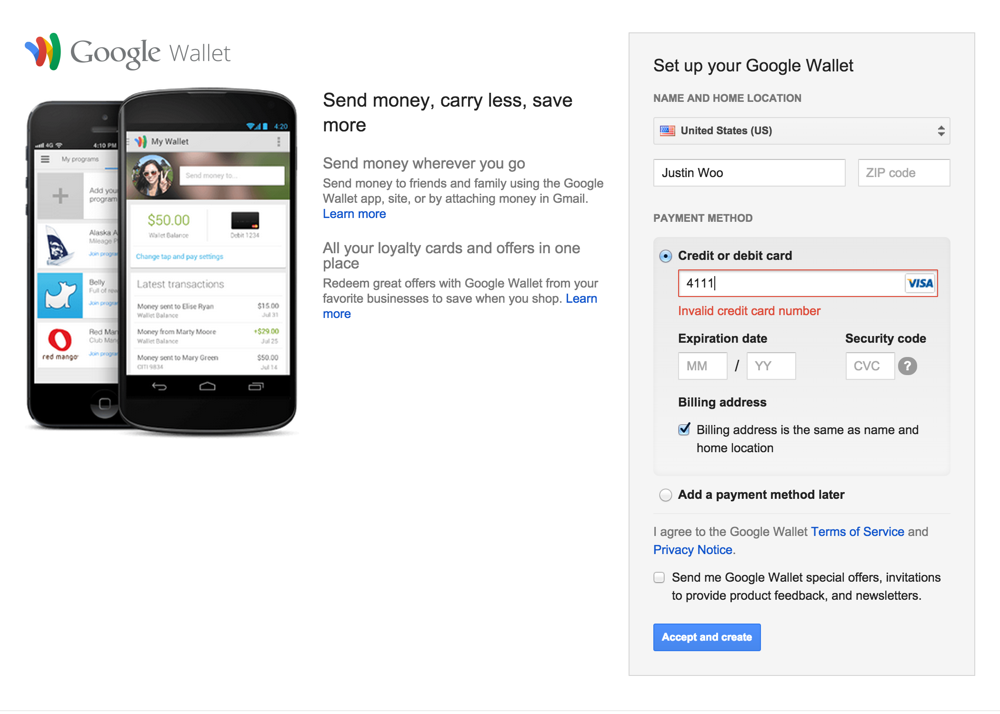 Google Wallet
4G 4:10 PM
My programs
Add your
program
Alaska A
Mileage P
Join progra
Belly
Full of rew
Join progra
red mango
Red Man
Club Man
Join progra
4:20
My Wallet
Send money to...
$50.00
Wallet Balance
Debit 1234
Change tap and pay settings
Latest transactions
Money sent to Elise Ryan $15.00
Wallet Balance Jul 31
Money from Marty Moore +$29.00
Wallet Balance Jul 25
Money sent to Mary Green $50.00
CITI 9834 Jul 14
Send money, carry less, save
more
Send money wherever you go
Send money to friends and family using the Google
Wallet app, site, or by attaching money in Gmail.
Learn more
All your loyalty cards and offers in one
place
Redeem great offers with Google Wallet from your
favorite businesses to save when you shop. Learn
more
Set up your Google Wallet
NAME AND HOME LOCATION
United States (US)
Justin Woo ZIP code
PAYMENT METHOD
Credit or debit card
4111 VISA
Invalid credit card number
Expiration date Security code
MM / YY CVC ?
Billing address
Billing address is the same as name and
home location
Add a payment method later
I agree to the Google Wallet Terms of Service and
Privacy Notice.
Send me Google Wallet special offers, invitations
to provide product feedback, and newsletters.
Accept and create